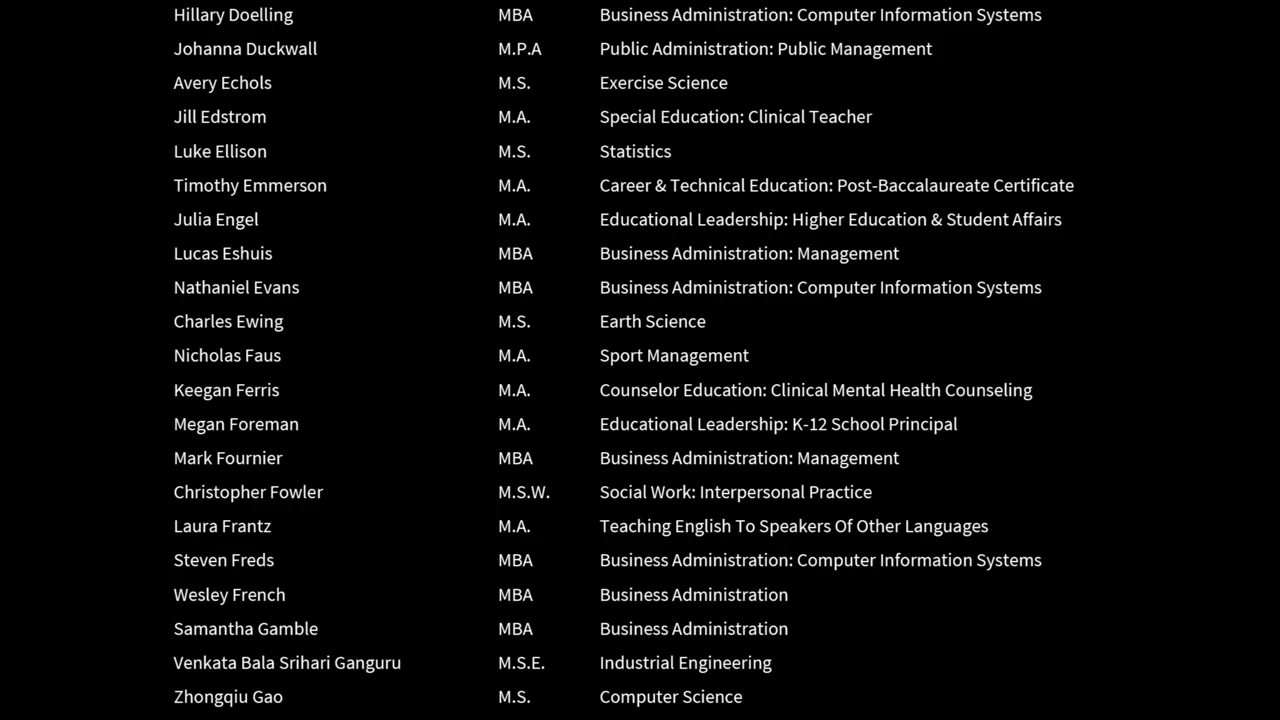 Hillary Doelling MBA Business Administration: Computer Information Systems
Johanna Duckwall M.P.A Public Administration: Public Management
Avery Echols M.S. Exercise Science
Jill Edstrom M.A. Special Education: Clinical Teacher
Luke Ellison M.S. Statistics
Timothy Emmerson M.A. Career & Technical Education: Post-Baccalaureate Certificate
Julia Engel M.A. Educational Leadership: Higher Education & Student Affairs
Lucas Eshuis MBA Business Administration: Management
Nathaniel Evans MBA Business Administration: Computer Information Systems
Charles Ewing M.S. Earth Science
Nicholas Faus M.A. Sport Management
Keegan Ferris M.A. Counselor Education: Clinical Mental Health Counseling
Megan Foreman M.A. Educational Leadership: K-12 School Principal
Mark Fournier MBA Business Administration: Management
Christopher Fowler M.S.W. Social Work: Interpersonal Practice
Laura Frantz M.A. Teaching English To Speakers Of Other Languages
Steven Freds MBA Business Administration: Computer Information Systems
Wesley French MBA Business Administration
Samantha Gamble MBA Business Administration
Venkata Bala Srihari Ganguru M.S.E. Industrial Engineering
Zhongqiu Gao M.S. Computer Science